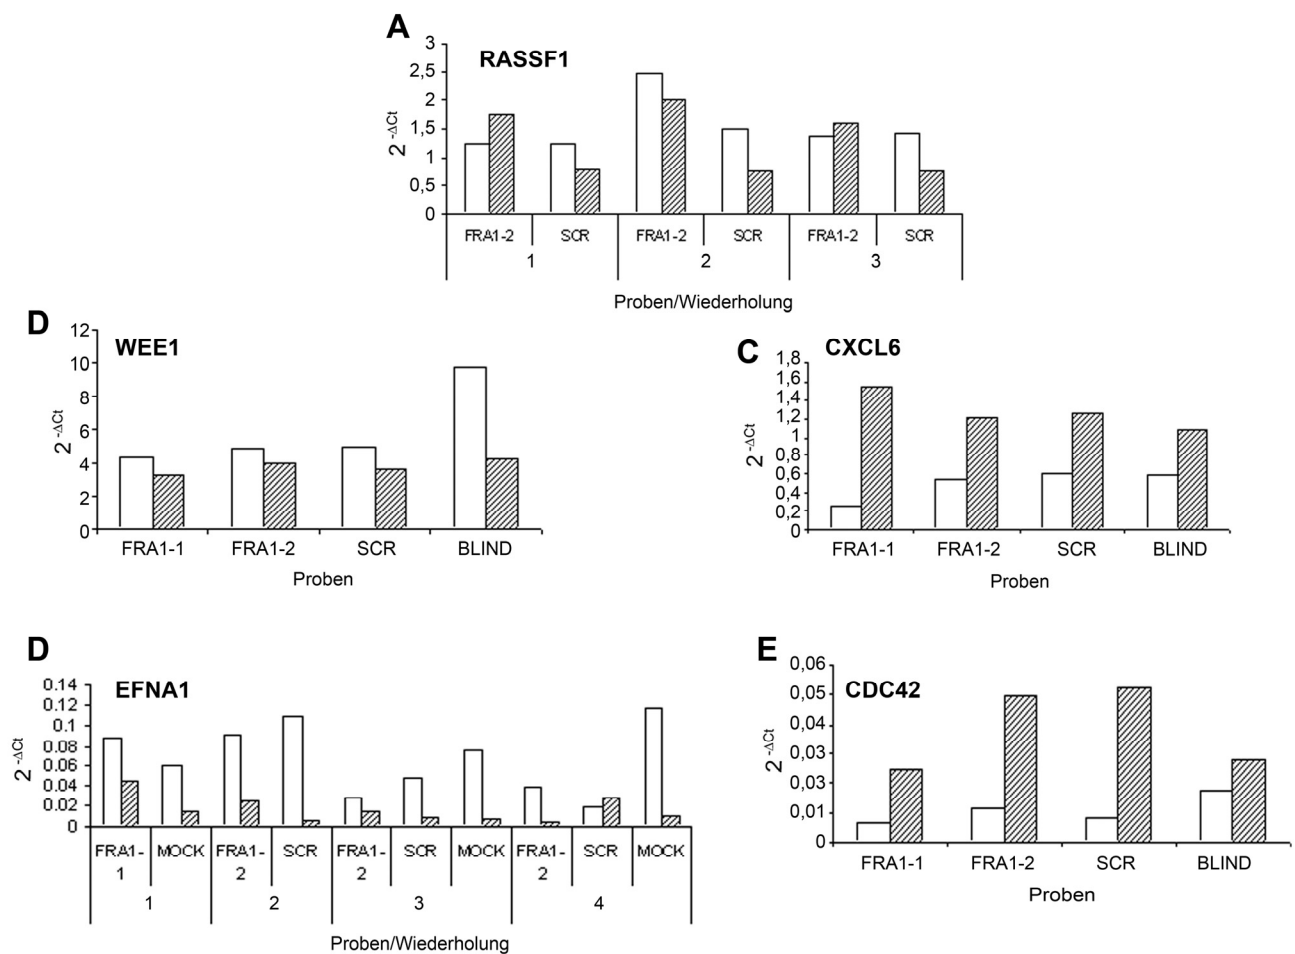 A
RASSF1
3
2,5
2
1,5
1
0,5
0
2^-ΔCt
FRA1-2 SCR FRA1-2 SCR FRA1-2 SCR
1 2 3
Proben/Wiederholung
D
WEE1
12
10
8
6
4
2
0
2^-ΔCt
FRA1-1 FRA1-2 SCR BLIND
Proben
C
CXCL6
1,8
1,6
1,4
1,2
1
0,8
0,6
0,4
0,2
0
2^-ΔCt
FRA1-1 FRA1-2 SCR BLIND
Proben
D
EFNA1
0.14
0.12
0.1
0.08
0.06
0.04
0.02
0
2^-ΔCt
FRA1- MOCK FRA1- SCR FRA1- SCR MOCK FRA1- SCR MOCK
1 2 2 2
1 2 3 4
Proben/Wiederholung
E
CDC42
0,06
0,05
0,04
0,03
0,03
0,01
0
2^-ΔCt
FRA1-1 FRA1-2 SCR BLIND
Proben